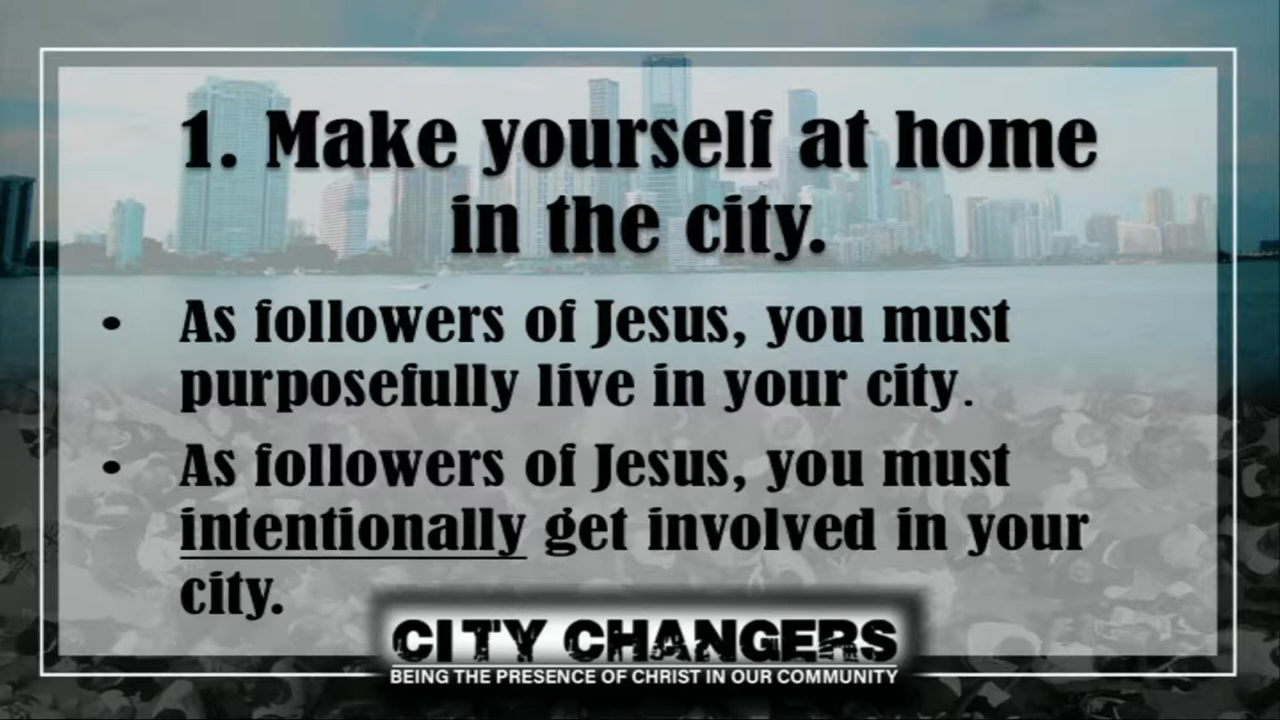 1. Make yourself at home
in the city.
• As followers of Jesus, you must
purposefully live in your city.
• As followers of Jesus, you must
intentionally get involved in your
city.
CITY CHANGERS
BEING THE PRESENCE OF CHRIST IN OUR COMMUNITY